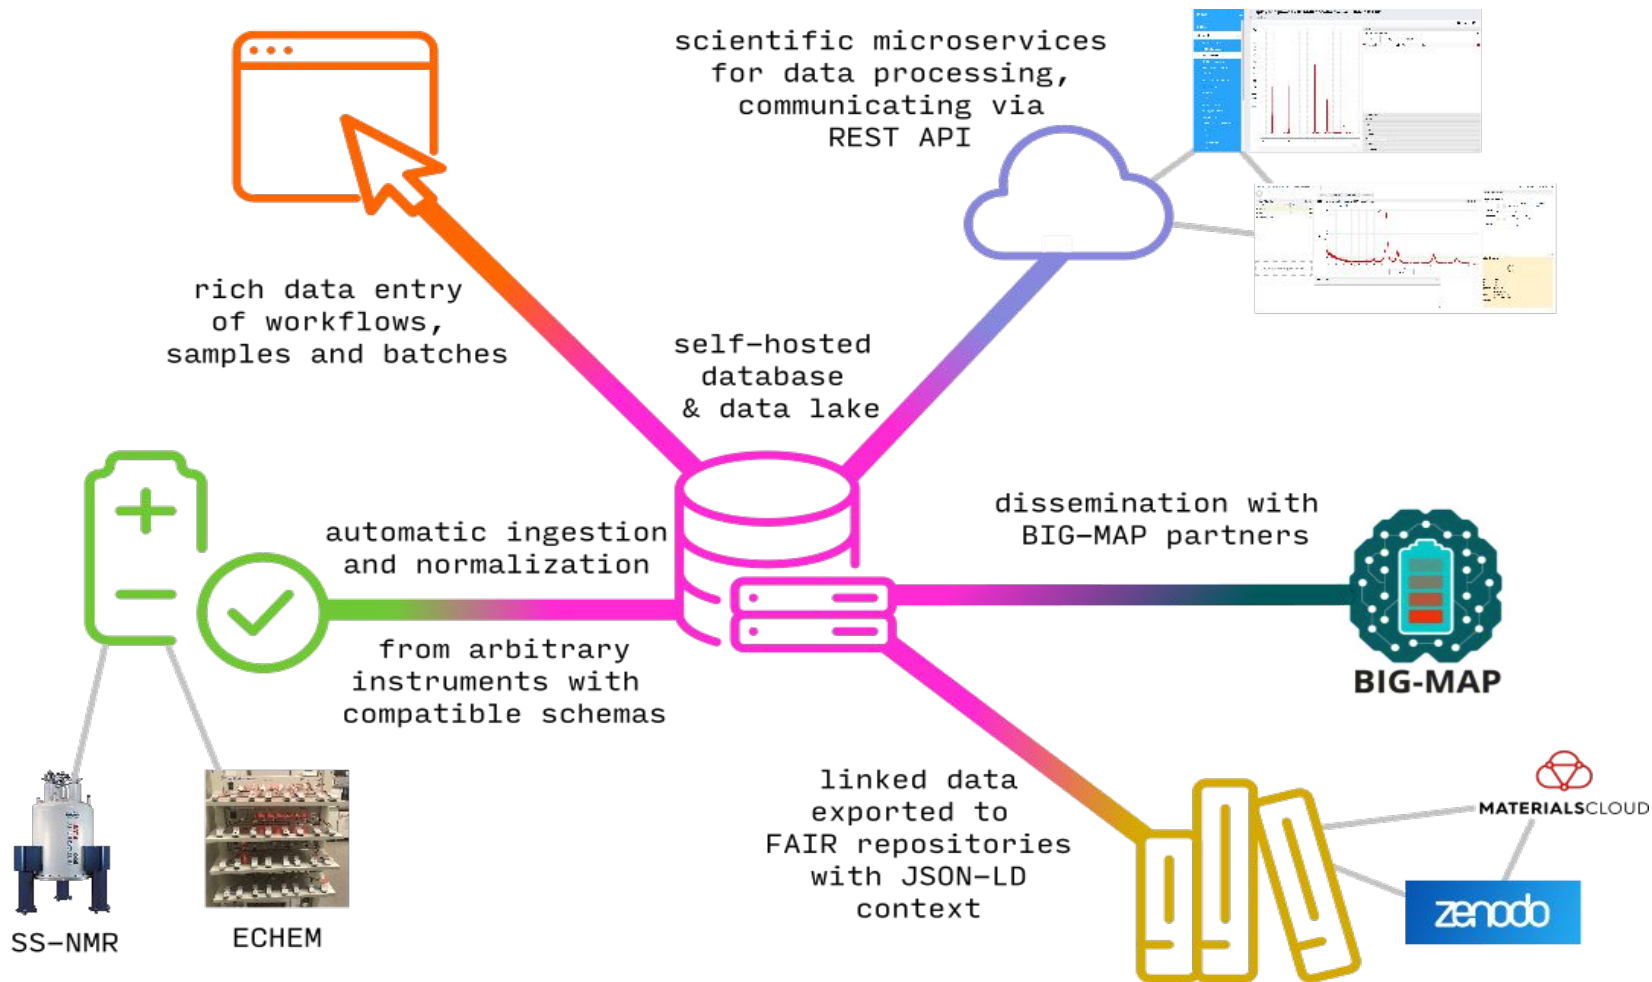 scientific microservices
for data processing,
communicating via
REST API
rich data entry
of workflows,
samples and batches
self-hosted
database
& data lake
automatic ingestion
and normalization
from arbitrary
instruments with
compatible schemas
dissemination with
BIG-MAP partners
BIG-MAP
linked data
exported to
FAIR repositories
with JSON-LD
context
MATERIALSCLOUD
zenodo
SS-NMR
ECHEM